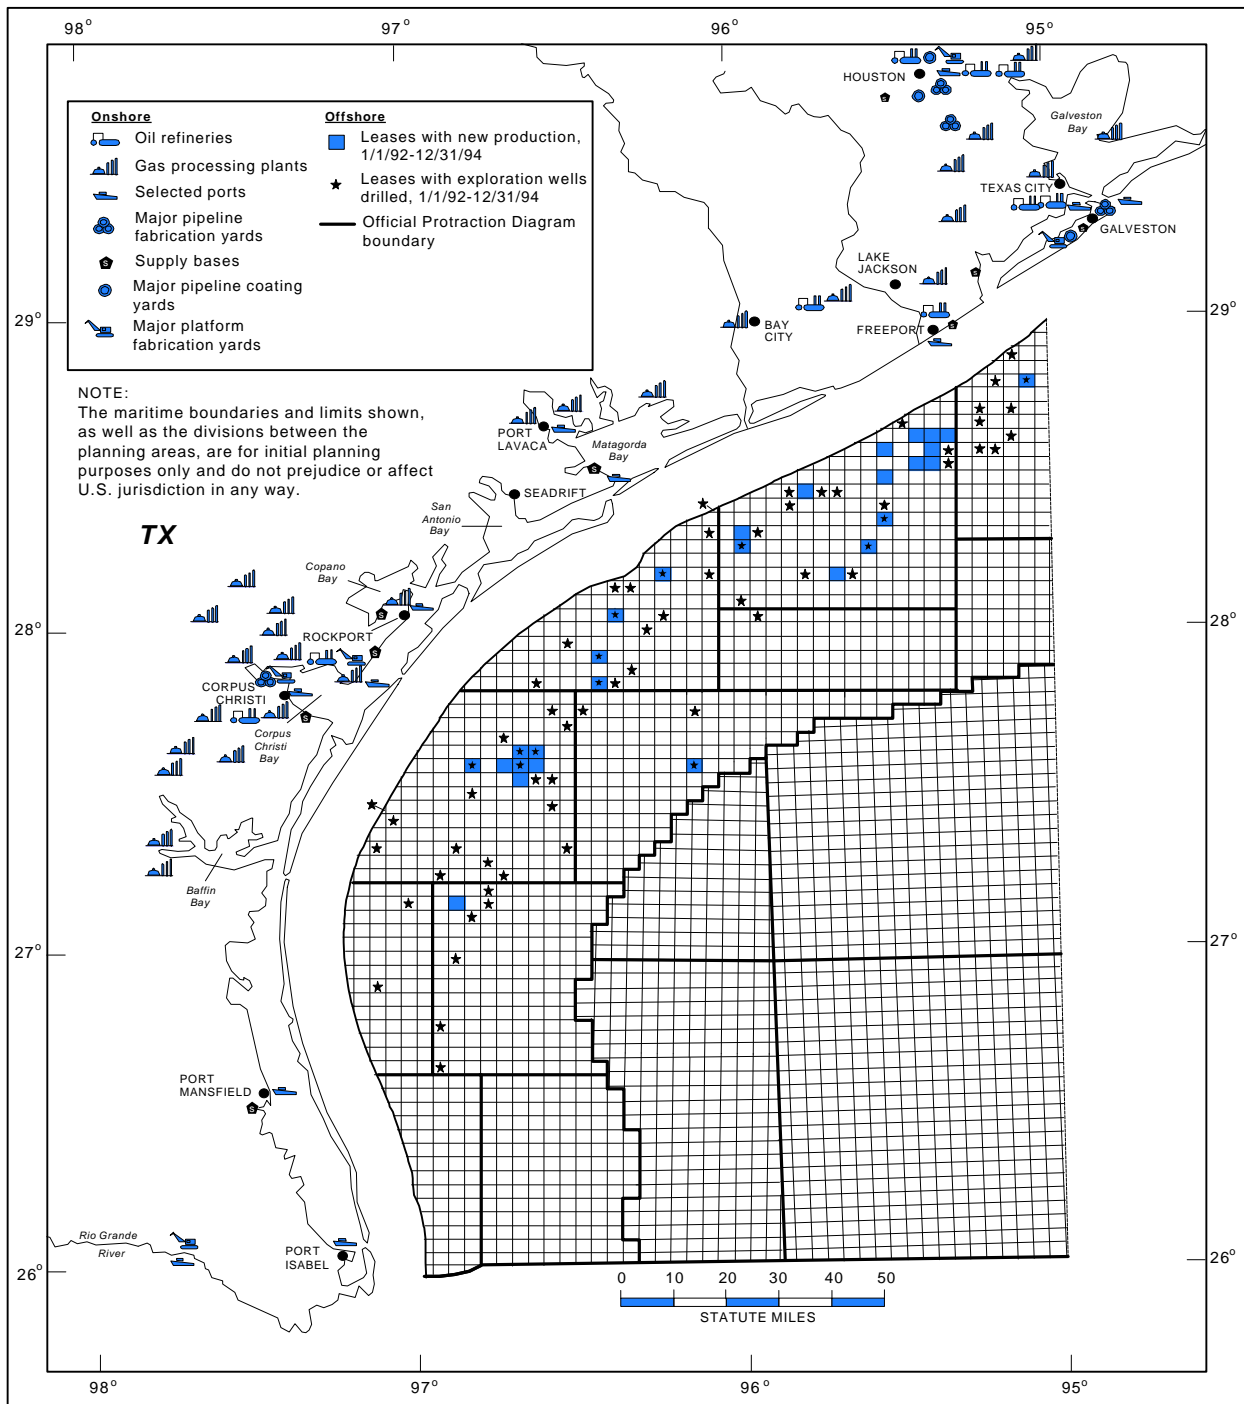 98°
97°
96°
95°
Onshore
Oil refineries
Gas processing plants
Selected ports
Major pipeline
fabrication yards
S
Supply bases
Major pipeline coating
yards
Major platform
fabrication yards
Offshore
Leases with new production,
1/1/92-12/31/94
Leases with exploration wells
drilled, 1/1/92-12/31/94
Official Protraction Diagram
boundary
NOTE:
The maritime boundaries and limits shown,
as well as the divisions between the
planning areas, are for initial planning
purposes only and do not prejudice or affect
U.S. jurisdiction in any way.
TX
HOUSTON
S
Galveston
Bay
TEXAS CITY
GALVESTON
S
LAKE
JACKSON
S
29°
29°
BAY
CITY
FREEPORT
S
PORT
LAVACA
Matagorda
Bay
S
SEADRIFT
San
Antonio
Bay
Copano
Bay
S
28°
28°
ROCKPORT
S
CORPUS
CHRISTI
S
Corpus
Christi
Bay
Baffin
Bay
27°
27°
PORT
MANSFIELD
S
Rio Grande
River
PORT
ISABEL
26°
26°
0 10 20 30 40 50
STATUTE MILES
98°
97°
96°
95°